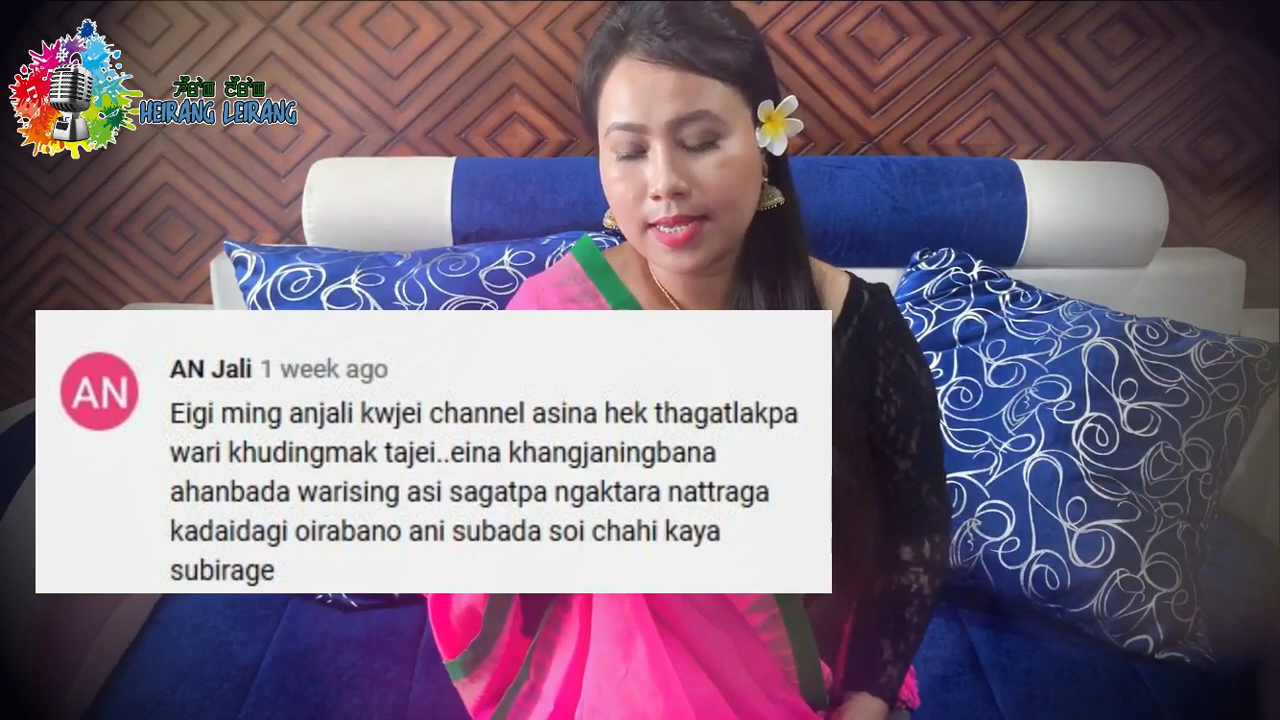 HEIRANG LEIRANG
AN
AN Jali 1 week ago
Eigi ming anjali kwjei channel asina hek thagatlakpa
wari khudingmak tajei..eina khangjaningbana
ahanbada warising asi sagatpa ngaktara nattraga
kadaidagi oirabano ani subada soi chahi kaya
subirage